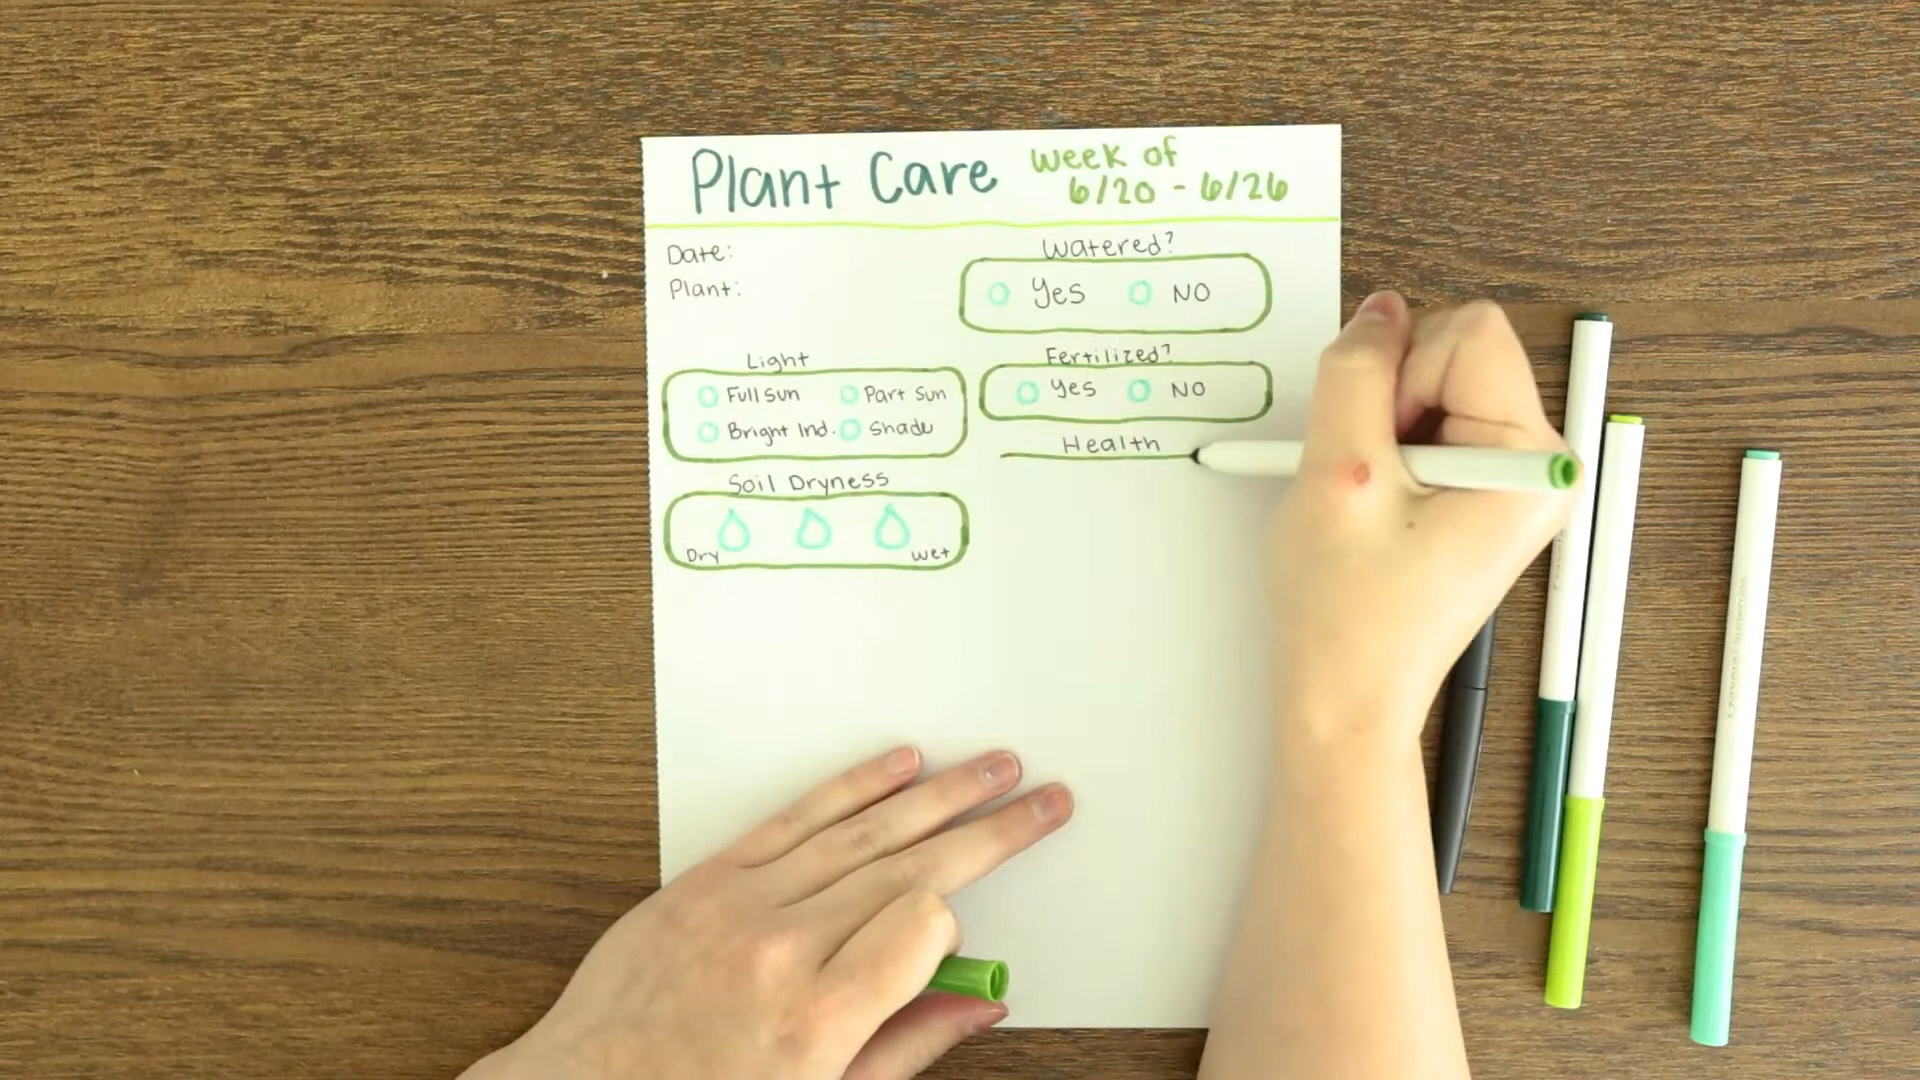 Plant Care
Week of
6/20 - 6/26
Date:
Plant:
Watered?
Yes NO
Light
Full Sun Part Sun
Bright Ind. Shade
Fertilized?
Yes NO
Soil Dryness
Dry Wet
Health